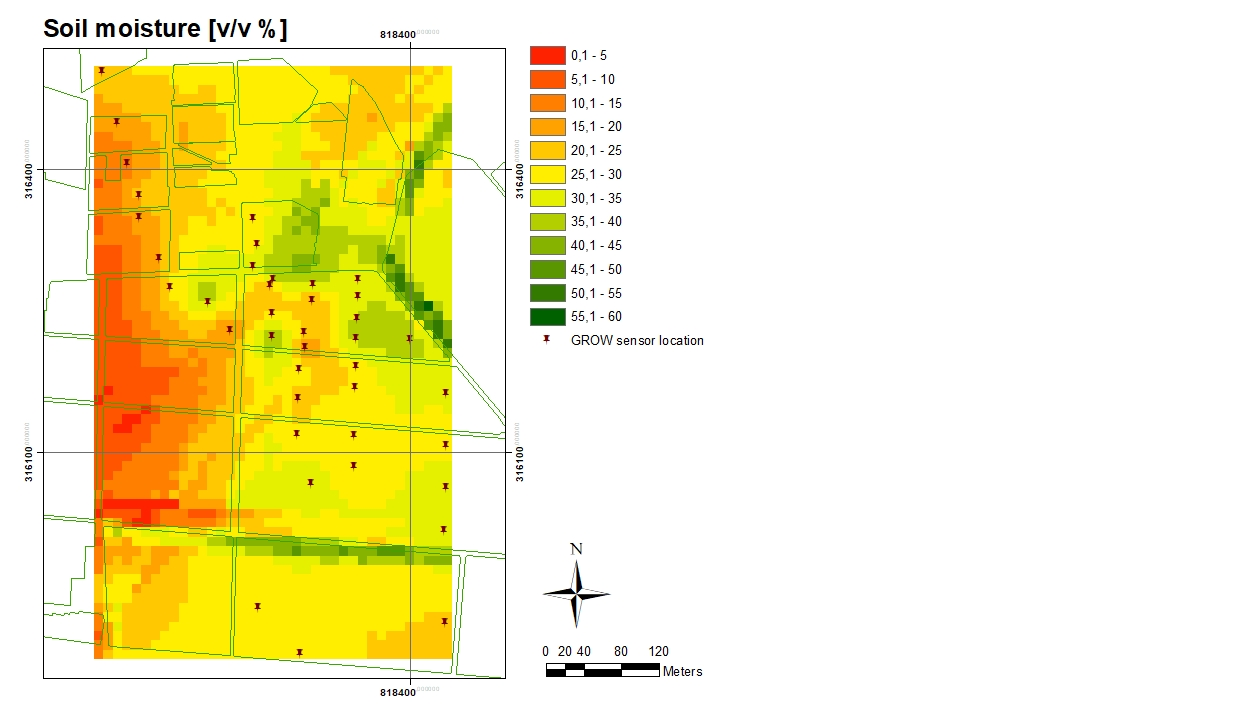 Soil moisture [v/v %]
818400
0,1 - 5
5,1 - 10
10,1 - 15
15,1 - 20
20,1 - 25
25,1 - 30
30,1 - 35
35,1 - 40
40,1 - 45
45,1 - 50
50,1 - 55
55,1 - 60
GROW sensor location
316400
316400
316100
316100
N
0 20 40 80 120
Meters
818400